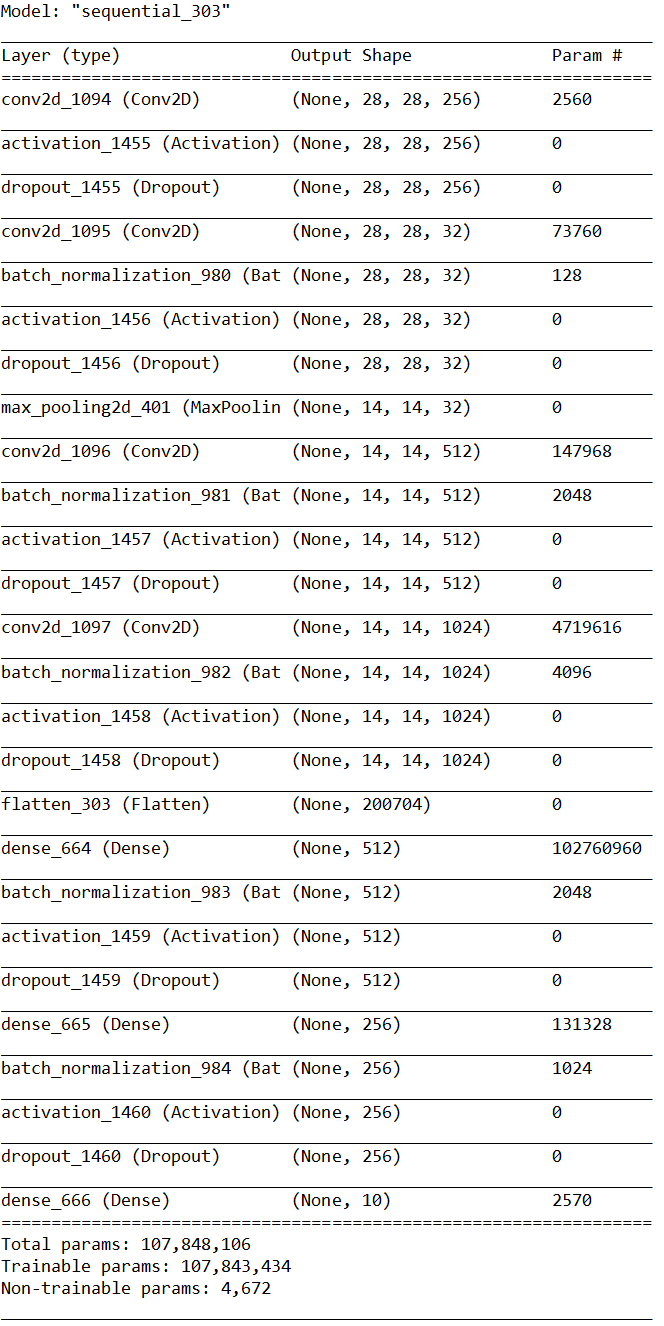 Model: "sequential_303"
Layer (type) Output Shape Param #
conv2d_1094 (Conv2D) (None, 28, 28, 256) 2560
activation_1455 (Activation) (None, 28, 28, 256) 0
dropout_1455 (Dropout) (None, 28, 28, 256) 0
conv2d_1095 (Conv2D) (None, 28, 28, 32) 73760
batch_normalization_980 (Bat (None, 28, 28, 32) 128
activation_1456 (Activation) (None, 28, 28, 32) 0
dropout_1456 (Dropout) (None, 28, 28, 32) 0
max_pooling2d_401 (MaxPoolin (None, 14, 14, 32) 0
conv2d_1096 (Conv2D) (None, 14, 14, 512) 147968
batch_normalization_981 (Bat (None, 14, 14, 512) 2048
activation_1457 (Activation) (None, 14, 14, 512) 0
dropout_1457 (Dropout) (None, 14, 14, 512) 0
conv2d_1097 (Conv2D) (None, 14, 14, 1024) 4719616
batch_normalization_982 (Bat (None, 14, 14, 1024) 4096
activation_1458 (Activation) (None, 14, 14, 1024) 0
dropout_1458 (Dropout) (None, 14, 14, 1024) 0
flatten_303 (Flatten) (None, 200704) 0
dense_664 (Dense) (None, 512) 102760960
batch_normalization_983 (Bat (None, 512) 2048
activation_1459 (Activation) (None, 512) 0
dropout_1459 (Dropout) (None, 512) 0
dense_665 (Dense) (None, 256) 131328
batch_normalization_984 (Bat (None, 256) 1024
activation_1460 (Activation) (None, 256) 0
dropout_1460 (Dropout) (None, 256) 0
dense_666 (Dense) (None, 10) 2570
Total params: 107,848,106
Trainable params: 107,843,434
Non-trainable params: 4,672